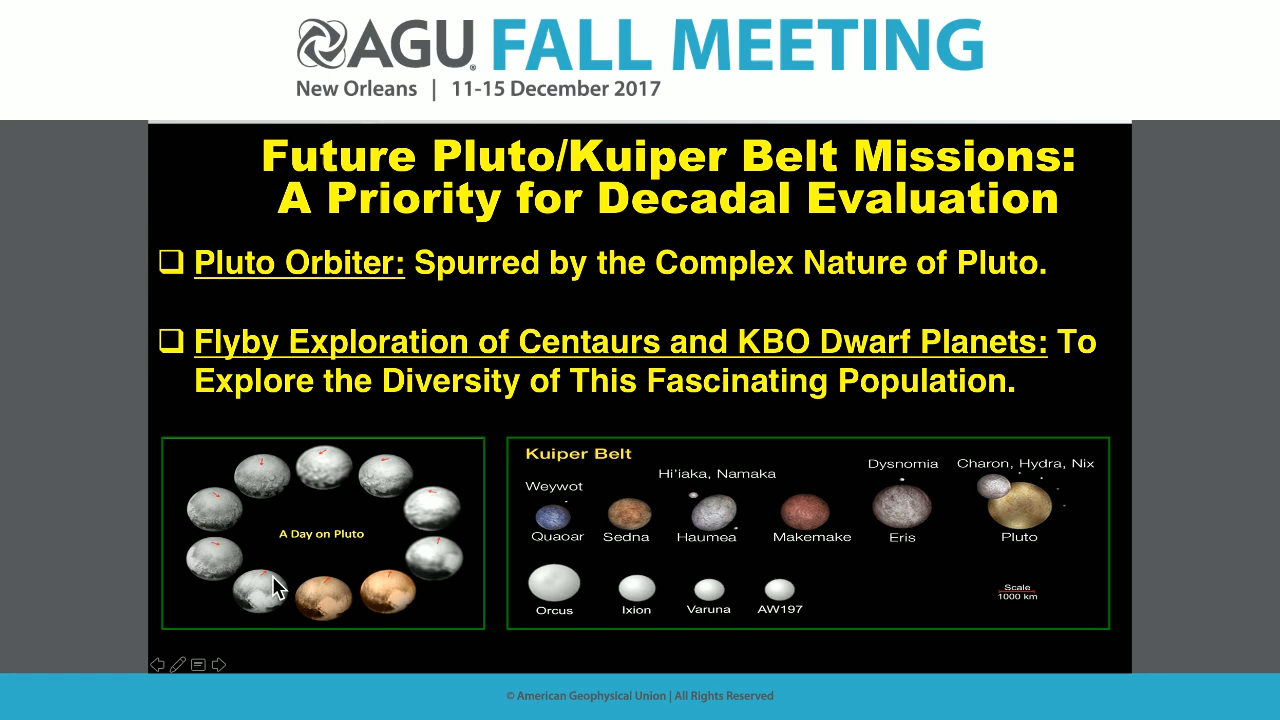 AGU FALL MEETING
New Orleans | 11-15 December 2017
Future Pluto/Kuiper Belt Missions:
A Priority for Decadal Evaluation
Pluto Orbiter: Spurred by the Complex Nature of Pluto.
Flyby Exploration of Centaurs and KBO Dwarf Planets: To
Explore the Diversity of This Fascinating Population.
A Day on Pluto
Kuiper Belt
Weywot
Hi'iaka, Namaka
Dysnomia
Charon, Hydra, Nix
Quaoar Sedna Haumea Makemake Eris Pluto
Orcus Ixion Varuna AW197
Scale
1000 km
© American Geophysical Union | All Rights Reserved